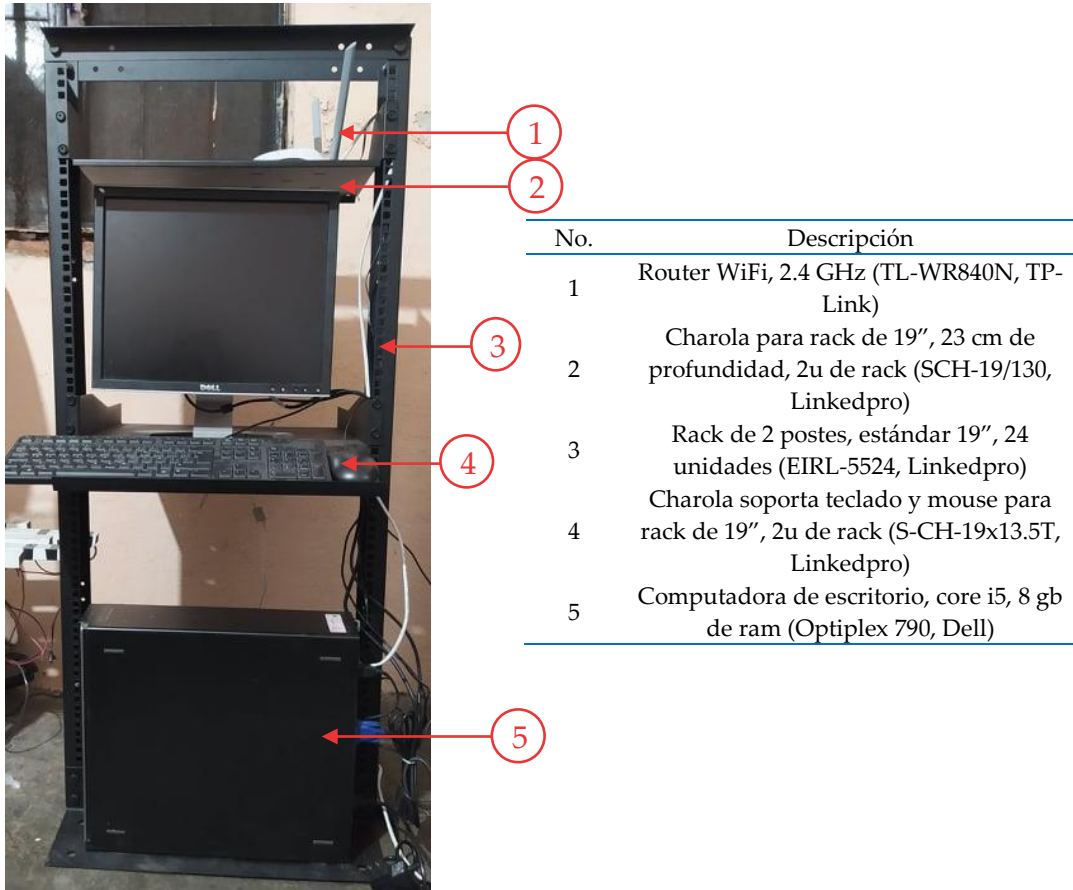 1
2
3
4
5
DELL
No. Descripción
1 Router WiFi, 2.4 GHz (TL-WR840N, TP-
Link)
2 Charola para rack de 19”, 23 cm de
profundidad, 2u de rack (SCH-19/130,
Linkedpro)
3 Rack de 2 postes, estándar 19”, 24
unidades (EIRL-5524, Linkedpro)
4 Charola soporta teclado y mouse para
rack de 19”, 2u de rack (S-CH-19x13.5T,
Linkedpro)
5 Computadora de escritorio, core i5, 8 gb
de ram (Optiplex 790, Dell)